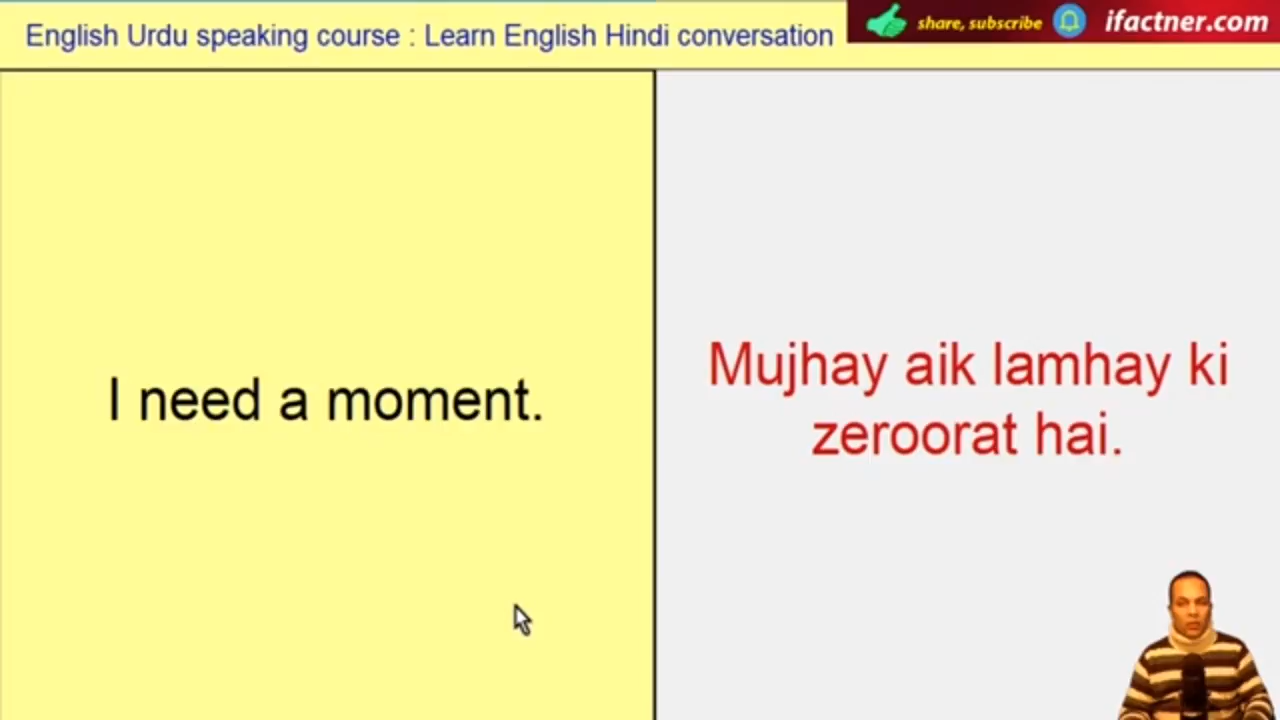 English Urdu speaking course : Learn English Hindi conversation
share, subscribe
ifactner.com
I need a moment.
Mujhay aik lamhay ki
zeroorat hai.